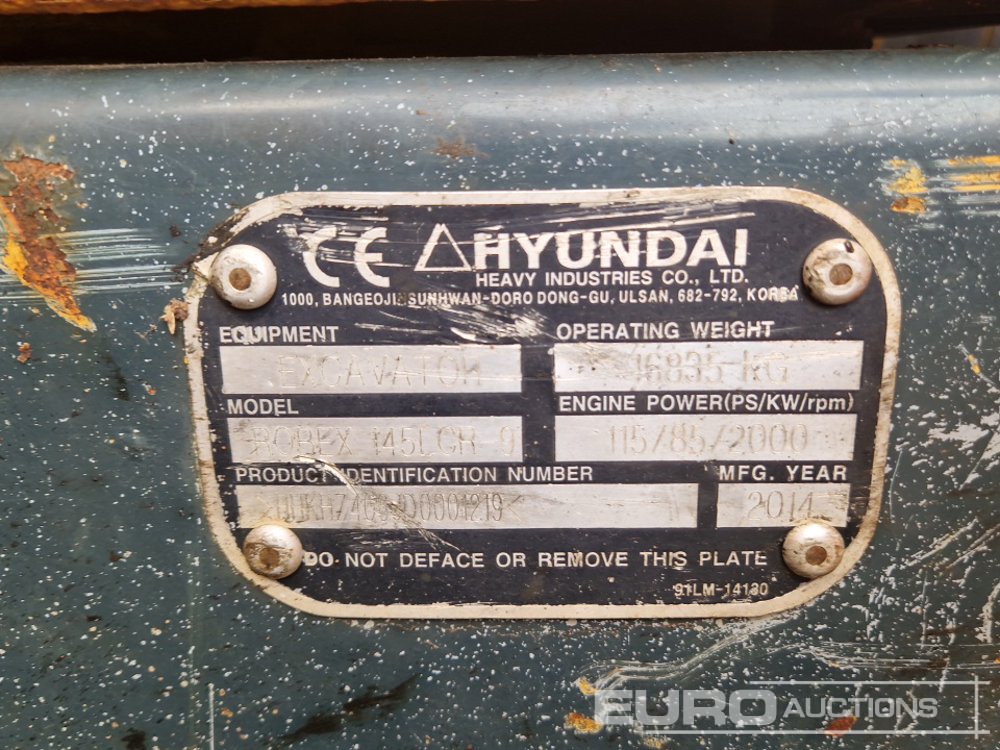 CE HYUNDAI
HEAVY INDUSTRIES CO., LTD.
1000, BANGEOJINSUNHWAN-DORO DONG-GU, ULSAN, 682-792, KOREA
EQUIPMENT
EXCAVATOR
OPERATING WEIGHT
16835 KG
MODEL
ROBEX 145LCR 9
ENGINE POWER(PS/KW/rpm)
115/85/2000
PRODUCT IDENTIFICATION NUMBER
MFG. YEAR
2014
DO NOT DEFACE OR REMOVE THIS PLATE
91LM-14130
EURO AUCTIONS